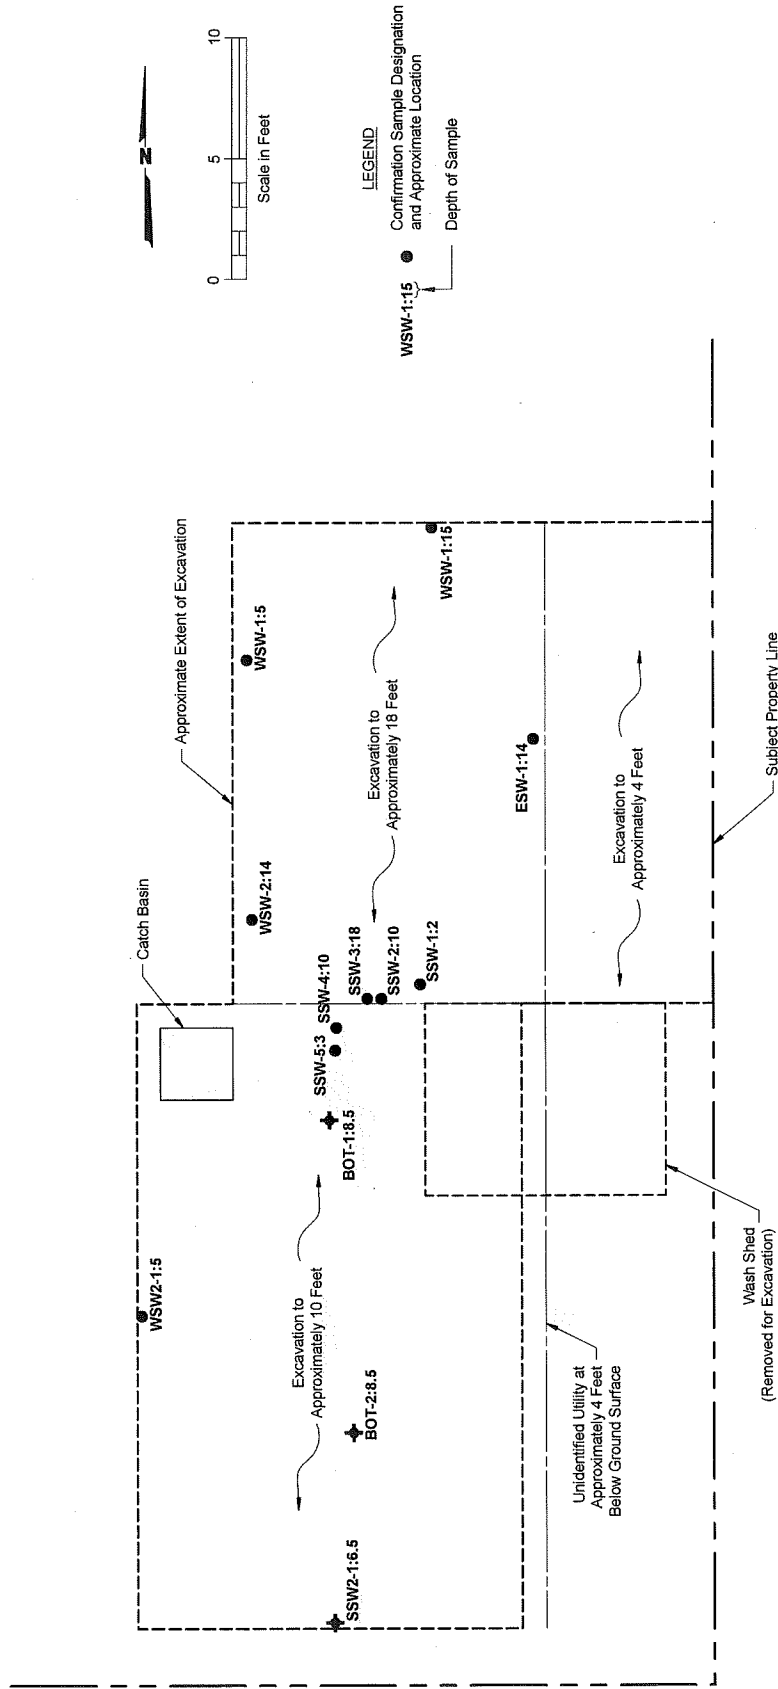 N
0
5
10
Scale in Feet
LEGEND
WSW-1:15
Confirmation Sample Designation
and Approximate Location
Depth of Sample
Approximate Extent of Excavation
Catch Basin
WSW2-1:5
WSW-2:14
WSW-1:5
WSW-1:15
ESW-1:14
SSW-5:3
SSW-4:10
SSW-3:18
SSW-2:10
SSW-1:2
BOT-1:8.5
BOT-2:8.5
SSW2-1:6.5
Excavation to
Approximately 10 Feet
Excavation to
Approximately 18 Feet
Excavation to
Approximately 4 Feet
Unidentified Utility at
Approximately 4 Feet
Below Ground Surface
Wash Shed
(Removed for Excavation)
Subject Property Line